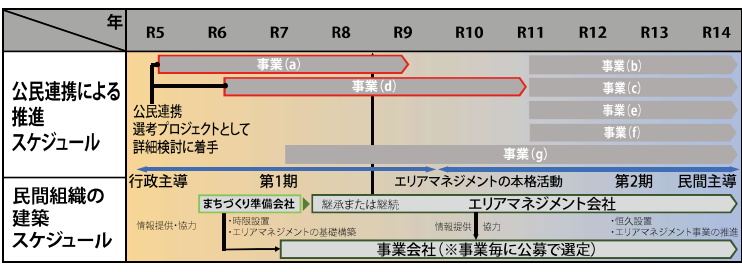 年 R5 R6 R7 R8 R9 R10 R11 R12 R13 R14
公民連携による
推進
スケジュール
事業(a) 事業(b)
事業(d) 事業(c)
事業(e)
事業(f)
事業(g)
公民連携
選考プロジェクトとして
詳細検討に着手
行政主導 第1期 エリアマネジメントの本格活動 第2期 民間主導
民間組織の
建築
スケジュール
まちづくり準備会社 継承または継続 エリアマネジメント会社
情報提供・協力
・時限設置
・エリアマネジメントの基礎構築
情報提供 協力
・恒久設置
・エリアマネジメント事業の推進
事業会社(※事業毎に公募で選定)